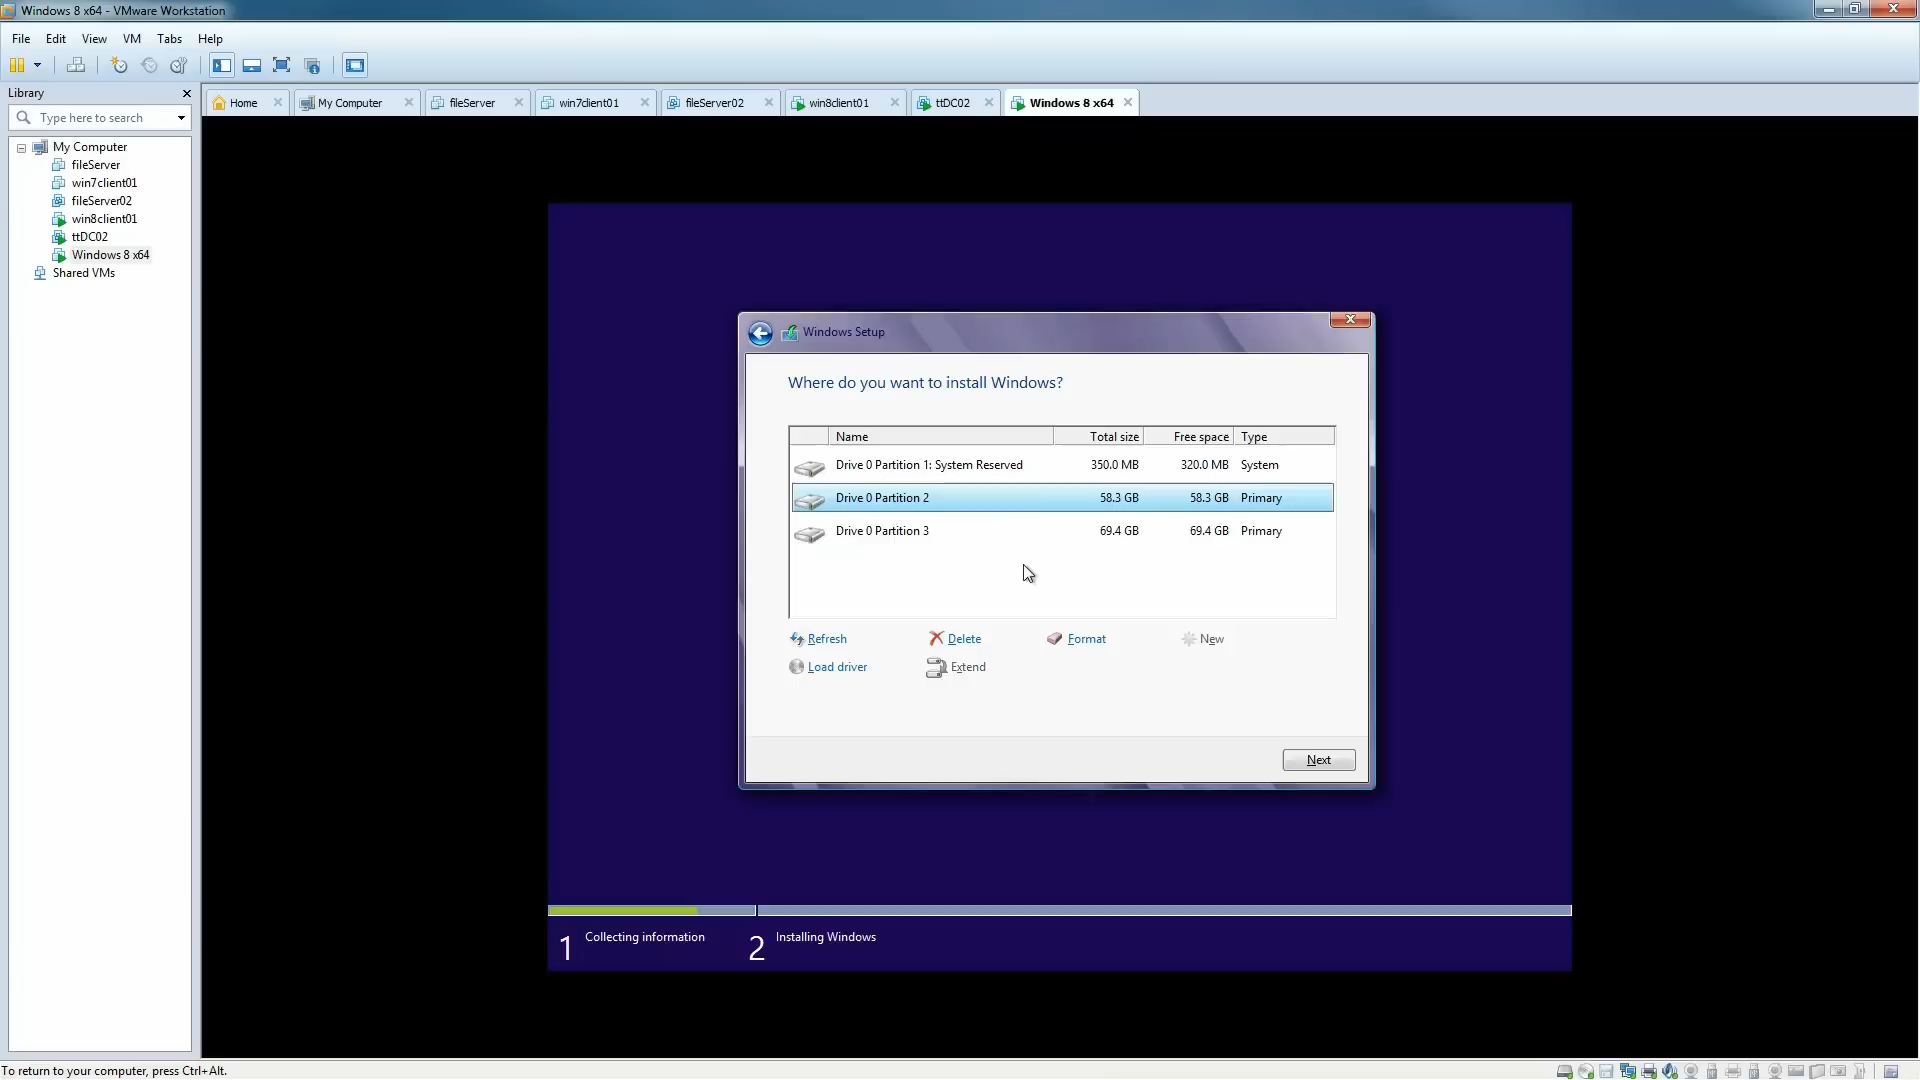 Windows 8 x64 - VMware Workstation
File Edit View VM Tabs Help
Library
Type here to search
My Computer
fileServer
win7client01
fileServer02
win8client01
ttDC02
Windows 8 x64
Shared VMs
Home My Computer fileServer win7client01 fileServer02 win8client01 ttDC02 Windows 8 x64
Windows Setup
Where do you want to install Windows?
Name Total size Free space Type
Drive 0 Partition 1: System Reserved 350.0 MB 320.0 MB System
Drive 0 Partition 2 58.3 GB 58.3 GB Primary
Drive 0 Partition 3 69.4 GB 69.4 GB Primary
Refresh Delete Format New
Load driver Extend
Next
1 Collecting information 2 Installing Windows
To return to your computer, press Ctrl+Alt.